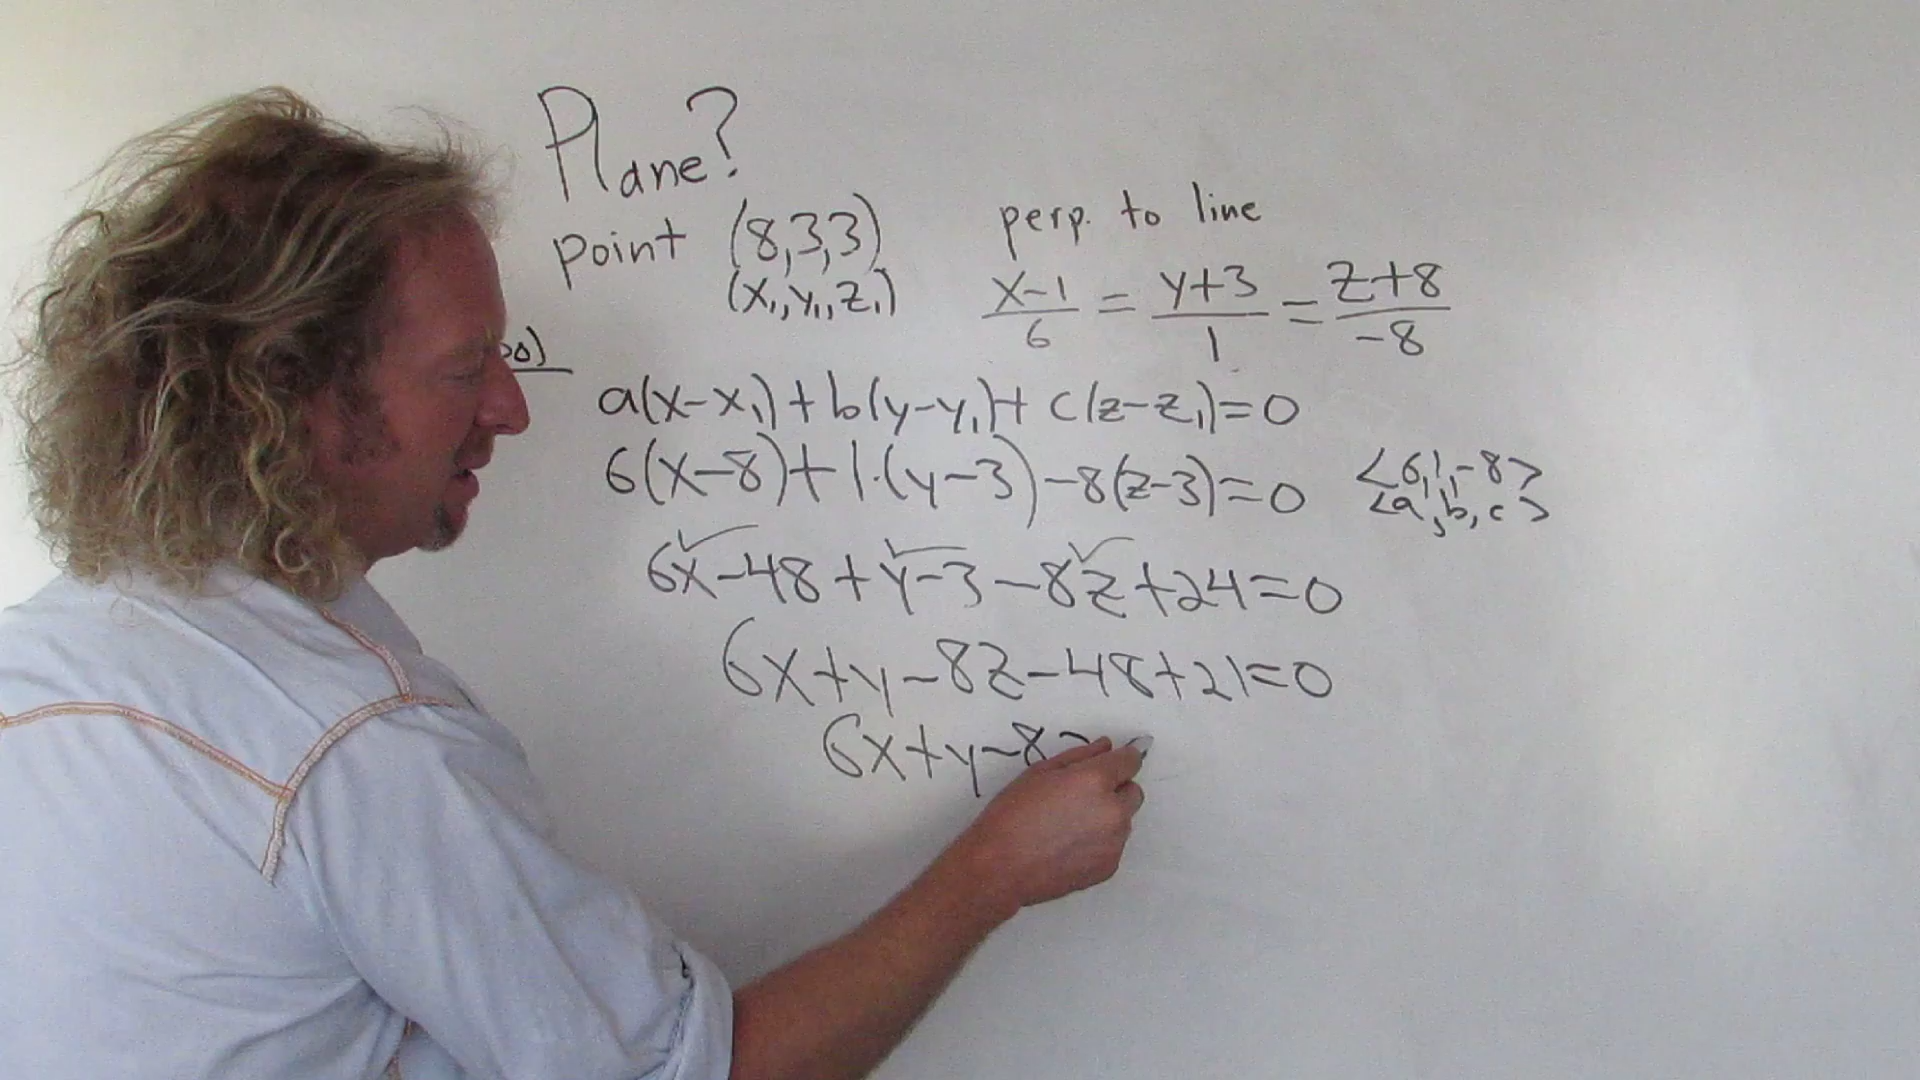 Plane?
point (8,3,3)
(x₁,y₁,z₁)
perp. to line
x-1/6 = y+3/1 = z+8/-8
a(x-x₁)+b(y-y₁)+c(z-z₁)=0
6(x-8)+1·(y-3)-8(z-3)=0
<6,1,-8>
<a,b,c>
6x-48+y-3-8z+24=0
6x+y-8z-48+21=0
6x+y-8z